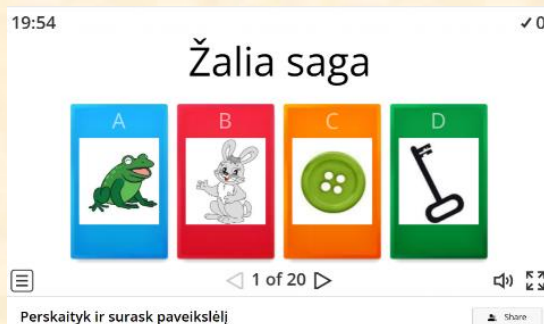 19:54 ✓ 0
Žalia saga
A B C D
1 of 20
Perskaityk ir surask paveikslėlį
Share